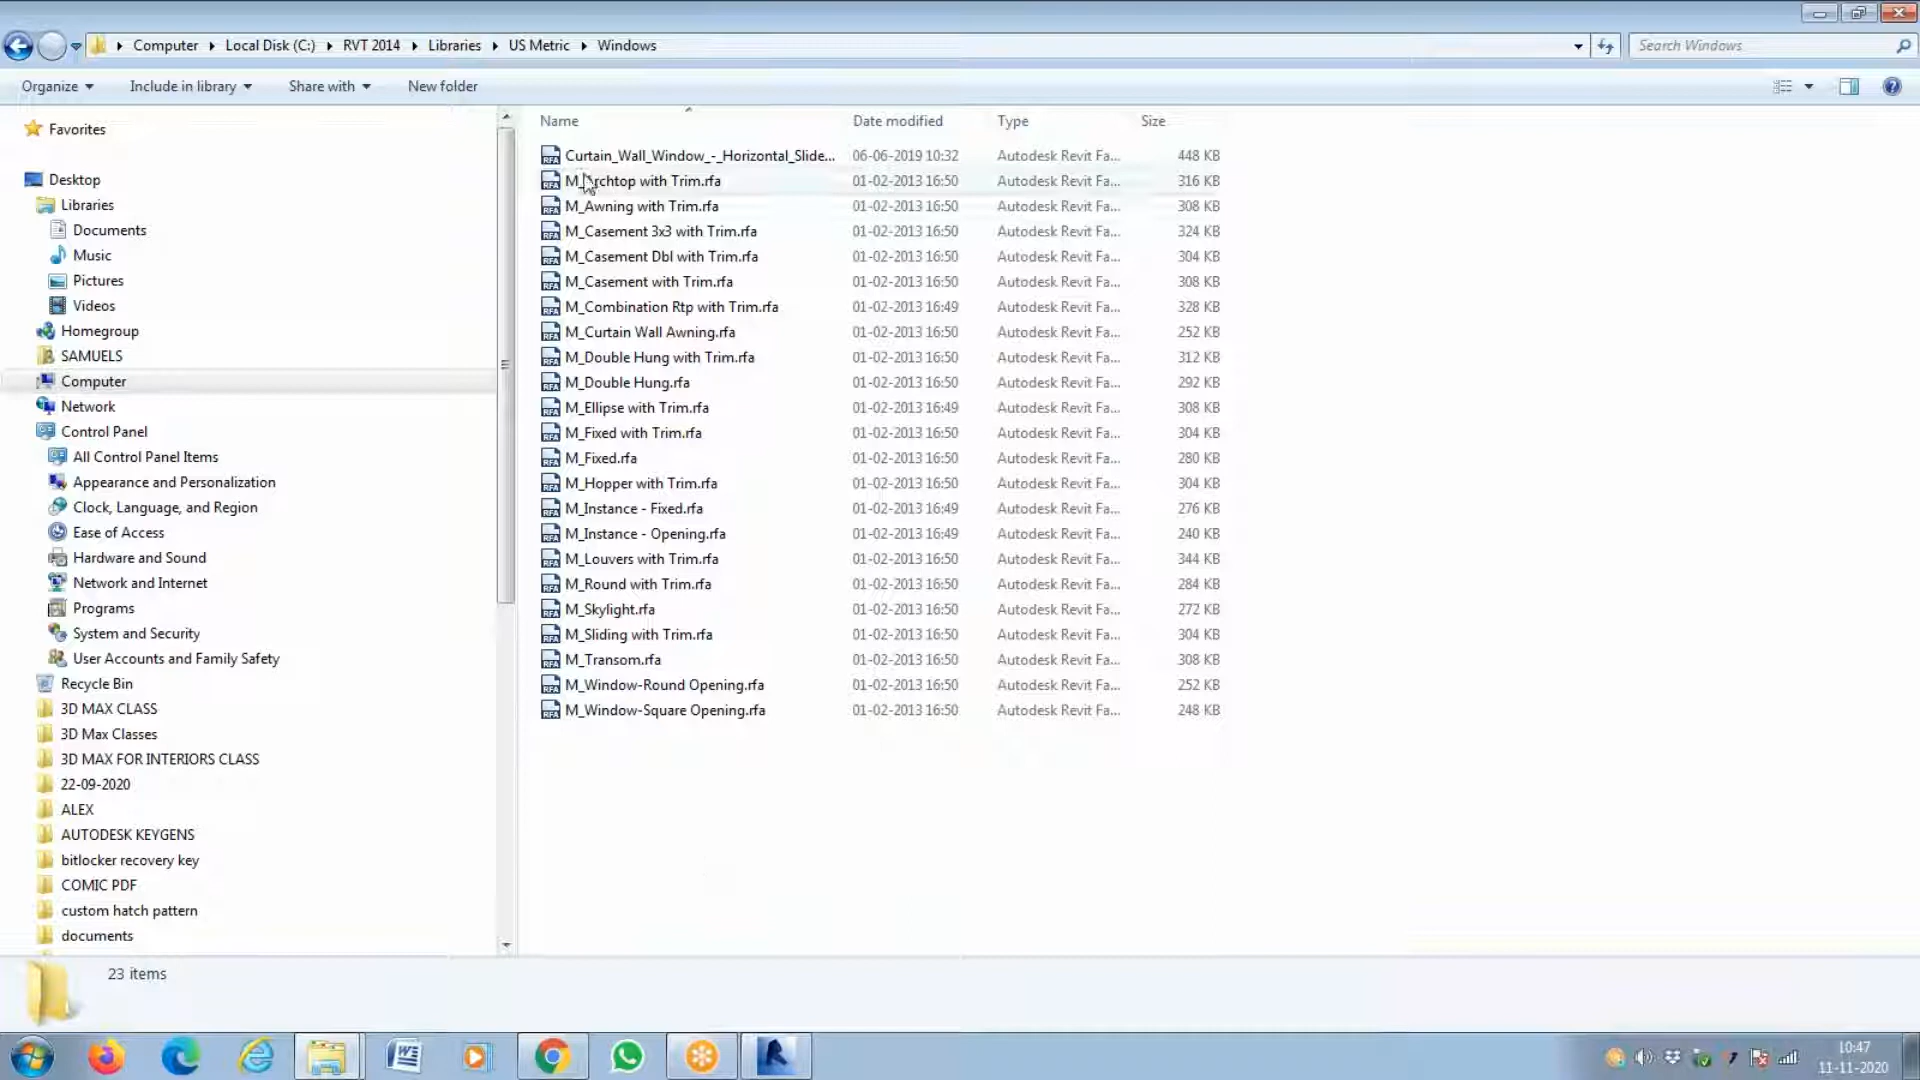 Computer Local Disk (C:) RVT 2014 Libraries US Metric Windows
Search Windows
Organize Include in library Share with New folder
Name Date modified Type Size
Favorites
Desktop
Libraries
Documents
Music
Pictures
Videos
Homegroup
SAMUELS
Computer
Network
Control Panel
All Control Panel Items
Appearance and Personalization
Clock, Language, and Region
Ease of Access
Hardware and Sound
Network and Internet
Programs
System and Security
User Accounts and Family Safety
Recycle Bin
3D MAX CLASS
3D Max Classes
3D MAX FOR INTERIORS CLASS
22-09-2020
ALEX
AUTODESK KEYGENS
bitlocker recovery key
COMIC PDF
custom hatch pattern
documents
Curtain_Wall_Window_-_Horizontal_Slide... 06-06-2019 10:32 Autodesk Revit Fa... 448 KB
M_Archtop with Trim.rfa 01-02-2013 16:50 Autodesk Revit Fa... 316 KB
M_Awning with Trim.rfa 01-02-2013 16:50 Autodesk Revit Fa... 308 KB
M_Casement 3x3 with Trim.rfa 01-02-2013 16:50 Autodesk Revit Fa... 324 KB
M_Casement Dbl with Trim.rfa 01-02-2013 16:50 Autodesk Revit Fa... 304 KB
M_Casement with Trim.rfa 01-02-2013 16:50 Autodesk Revit Fa... 308 KB
M_Combination Rtp with Trim.rfa 01-02-2013 16:49 Autodesk Revit Fa... 328 KB
M_Curtain Wall Awning.rfa 01-02-2013 16:50 Autodesk Revit Fa... 252 KB
M_Double Hung with Trim.rfa 01-02-2013 16:50 Autodesk Revit Fa... 312 KB
M_Double Hung.rfa 01-02-2013 16:50 Autodesk Revit Fa... 292 KB
M_Ellipse with Trim.rfa 01-02-2013 16:49 Autodesk Revit Fa... 308 KB
M_Fixed with Trim.rfa 01-02-2013 16:50 Autodesk Revit Fa... 304 KB
M_Fixed.rfa 01-02-2013 16:50 Autodesk Revit Fa... 280 KB
M_Hopper with Trim.rfa 01-02-2013 16:50 Autodesk Revit Fa... 304 KB
M_Instance - Fixed.rfa 01-02-2013 16:49 Autodesk Revit Fa... 276 KB
M_Instance - Opening.rfa 01-02-2013 16:49 Autodesk Revit Fa... 240 KB
M_Louvers with Trim.rfa 01-02-2013 16:50 Autodesk Revit Fa... 344 KB
M_Round with Trim.rfa 01-02-2013 16:50 Autodesk Revit Fa... 284 KB
M_Skylight.rfa 01-02-2013 16:50 Autodesk Revit Fa... 272 KB
M_Sliding with Trim.rfa 01-02-2013 16:50 Autodesk Revit Fa... 304 KB
M_Transom.rfa 01-02-2013 16:50 Autodesk Revit Fa... 308 KB
M_Window-Round Opening.rfa 01-02-2013 16:50 Autodesk Revit Fa... 252 KB
M_Window-Square Opening.rfa 01-02-2013 16:50 Autodesk Revit Fa... 248 KB
23 items
10:47
11-11-2020